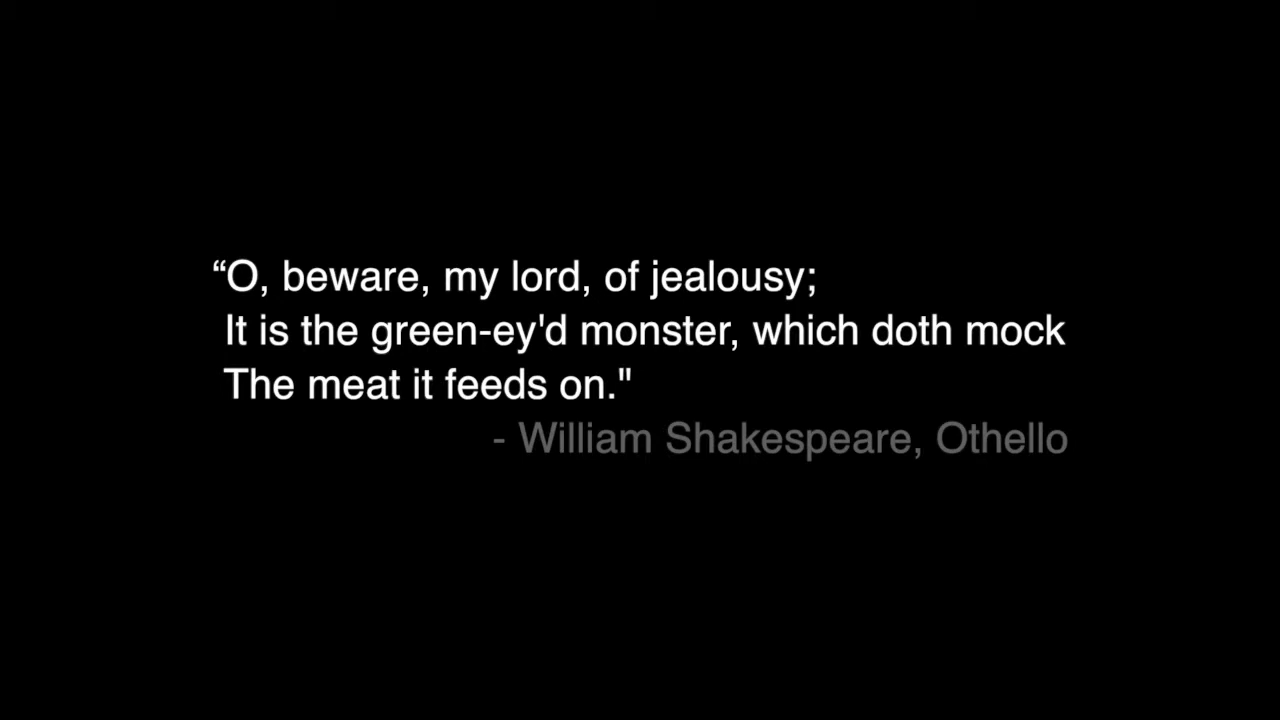 “O, beware, my lord, of jealousy;
It is the green-ey'd monster, which doth mock
The meat it feeds on."
- William Shakespeare, Othello